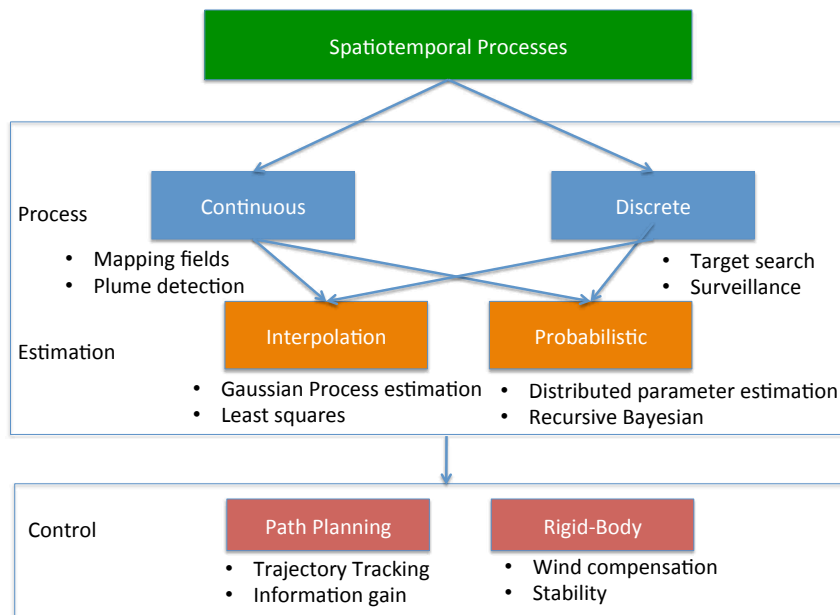 Spatiotemporal Processes
Process
Continuous
Discrete
• Mapping fields
• Plume detection
• Target search
• Surveillance
Estimation
Interpolation
Probabilistic
• Gaussian Process estimation
• Least squares
• Distributed parameter estimation
• Recursive Bayesian
Control
Path Planning
Rigid-Body
• Trajectory Tracking
• Information gain
• Wind compensation
• Stability